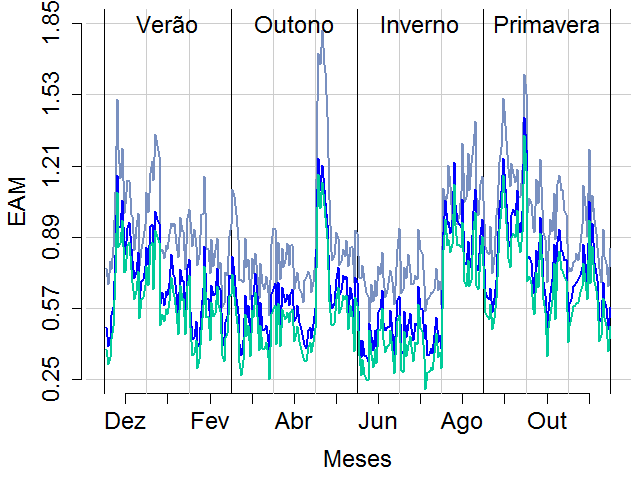 Verão Outono Inverno Primavera
1.85
1.53
1.21
0.89
0.57
0.25
EAM
Dez Fev Abr Jun Ago Out
Meses